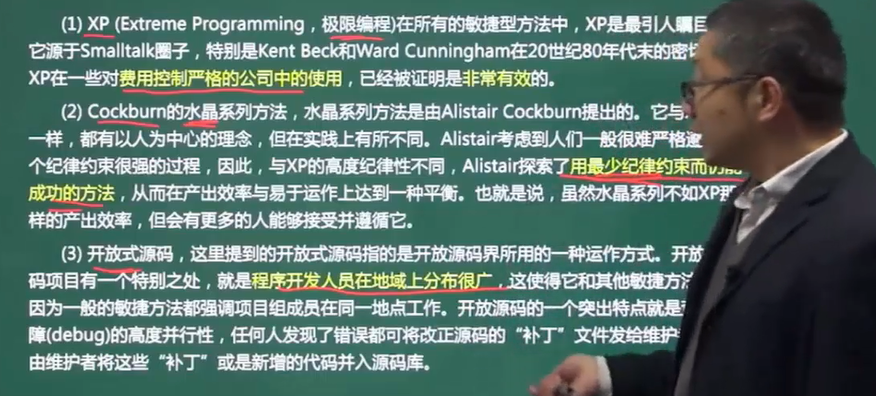 (1) XP (Extreme Programming，极限编程)在所有的敏捷型方法中，XP是最引人瞩目
它源于Smalltalk圈子，特别是Kent Beck和Ward Cunningham在20世纪80年代末的密切
XP在一些对费用控制严格的公司中的使用，已经被证明是非常有效的。
(2) Cockburn的水晶系列方法，水晶系列方法是由Alistair Cockburn提出的。它与
一样，都有以人为中心的理念，但在实践上有所不同。Alistair考虑到人们一般很难严格遵
个纪律约束很强的过程，因此，与XP的高度纪律性不同，Alistair探索了用最少纪律约束而仍能
成功的方法，从而在产出效率与易于运作上达到一种平衡。也就是说，虽然水晶系列不如XP那
样的产出效率，但会有更多的人能够接受并遵循它。
(3) 开放式源码，这里提到的开放式源码指的是开放源码界所用的一种运作方式。开放
码项目有一个特别之处，就是程序开发人员在地域上分布很广，这使得它和其他敏捷方法
因为一般的敏捷方法都强调项目组成员在同一地点工作。开放源码的一个突出特点就是
障(debug)的高度并行性，任何人发现了错误都可将改正源码的“补丁”文件发给维护者
由维护者将这些“补丁”或是新增的代码并入源码库。